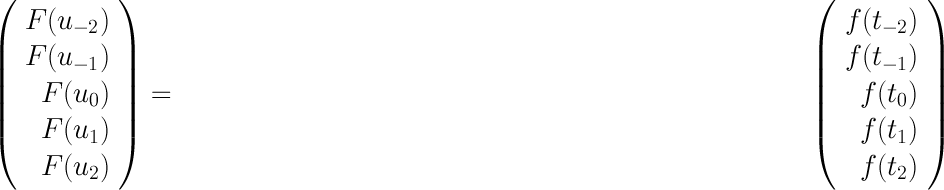 F(u₋₂) f(t₋₂)
F(u₋₁) f(t₋₁)
F(u₀) = f(t₀)
F(u₁) f(t₁)
F(u₂) f(t₂)